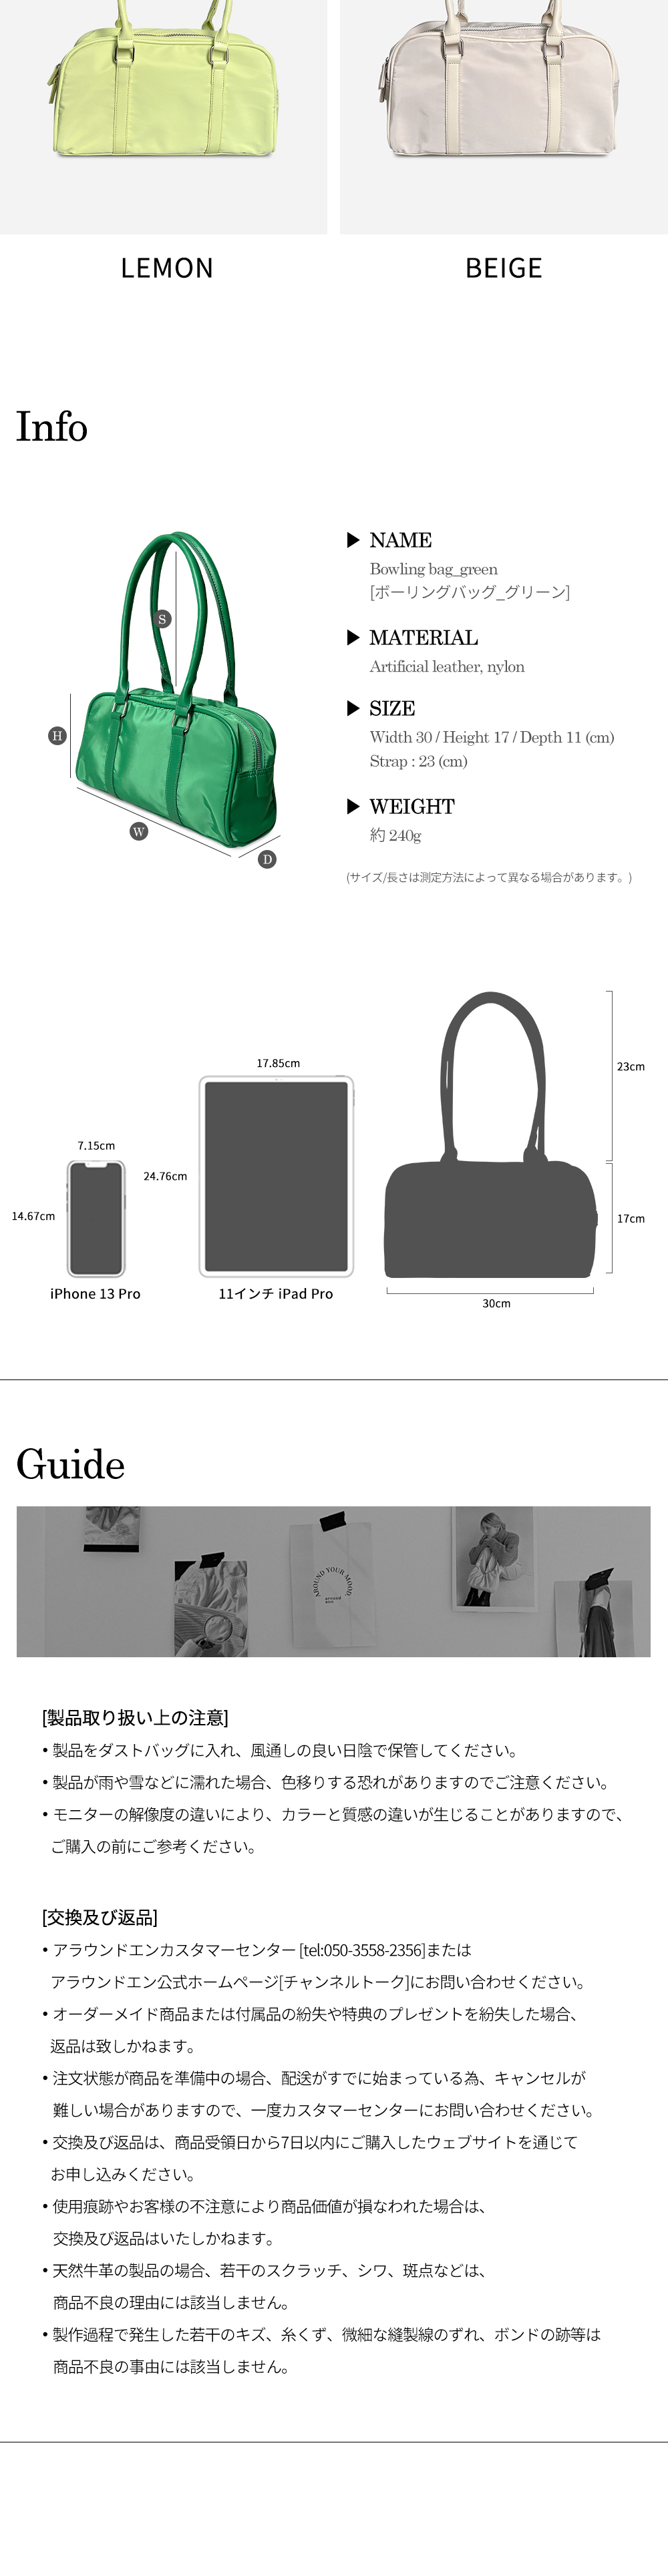 LEMON
BEIGE
Info
S
H
W
D
▶ NAME
Bowling bag_green
[ボーリングバッグ_グリーン]
▶ MATERIAL
Artificial leather, nylon
▶ SIZE
Width 30 / Height 17 / Depth 11 (cm)
Strap : 23 (cm)
▶ WEIGHT
約 240g
(サイズ/長さは測定方法によって異なる場合があります。)
7.15cm
14.67cm
iPhone 13 Pro
17.85cm
24.76cm
11インチ iPad Pro
23cm
17cm
30cm
Guide
AROUND YOUR MOOD,
around
aen
[製品取り扱い上の注意]
• 製品をダストバッグに入れ、風通しの良い日陰で保管してください。
• 製品が雨や雪などに濡れた場合、色移りする恐れがありますのでご注意ください。
• モニターの解像度の違いにより、カラーと質感の違いが生じることがありますので、
ご購入の前にご参考ください。
[交換及び返品]
• アラウンドエンカスタマーセンター [tel:050-3558-2356]または
アラウンドエン公式ホームページ[チャンネルトーク]にお問い合わせください。
• オーダーメイド商品または付属品の紛失や特典のプレゼントを紛失した場合、
返品は致しかねます。
• 注文状態が商品を準備中の場合、配送がすでに始まっている為、キャンセルが
難しい場合がありますので、一度カスタマーセンターにお問い合わせください。
• 交換及び返品は、商品受領日から7日以内にご購入したウェブサイトを通じて
お申し込みください。
• 使用痕跡やお客様の不注意により商品価値が損なわれた場合は、
交換及び返品はいたしかねます。
• 天然牛革の製品の場合、若干のスクラッチ、シワ、斑点などは、
商品不良の理由には該当しません。
• 製作過程で発生した若干のキズ、糸くず、微細な縫製線のずれ、ボンドの跡等は
商品不良の事由には該当しません。